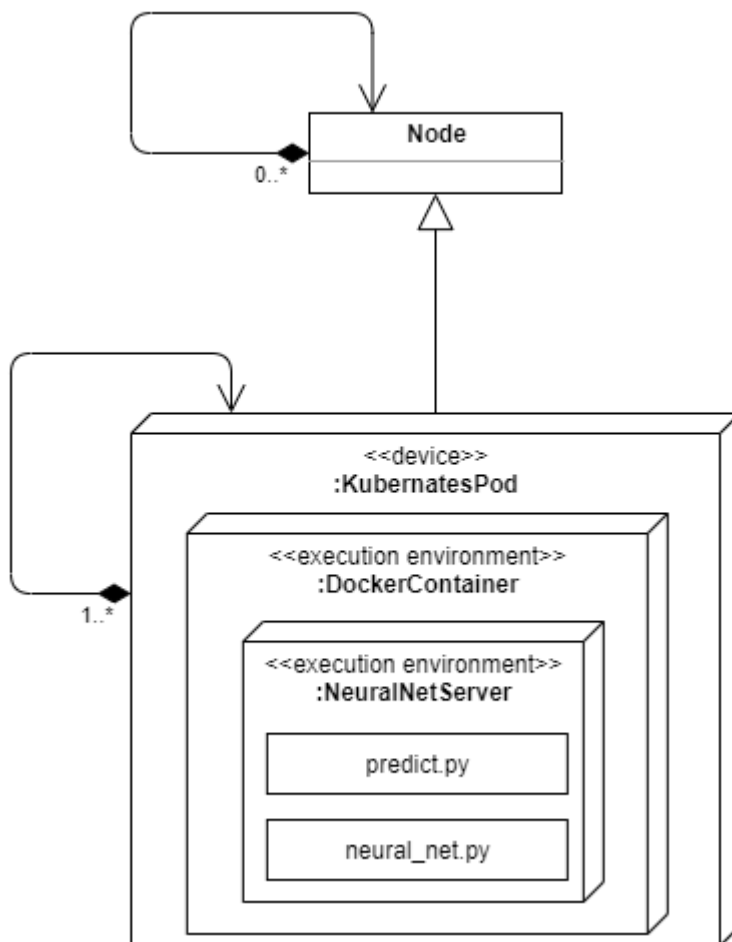 Node
0..*
<<device>>
:KubernatesPod
<<execution environment>>
:DockerContainer
1..*
<<execution environment>>
:NeuralNetServer
predict.py
neural_net.py